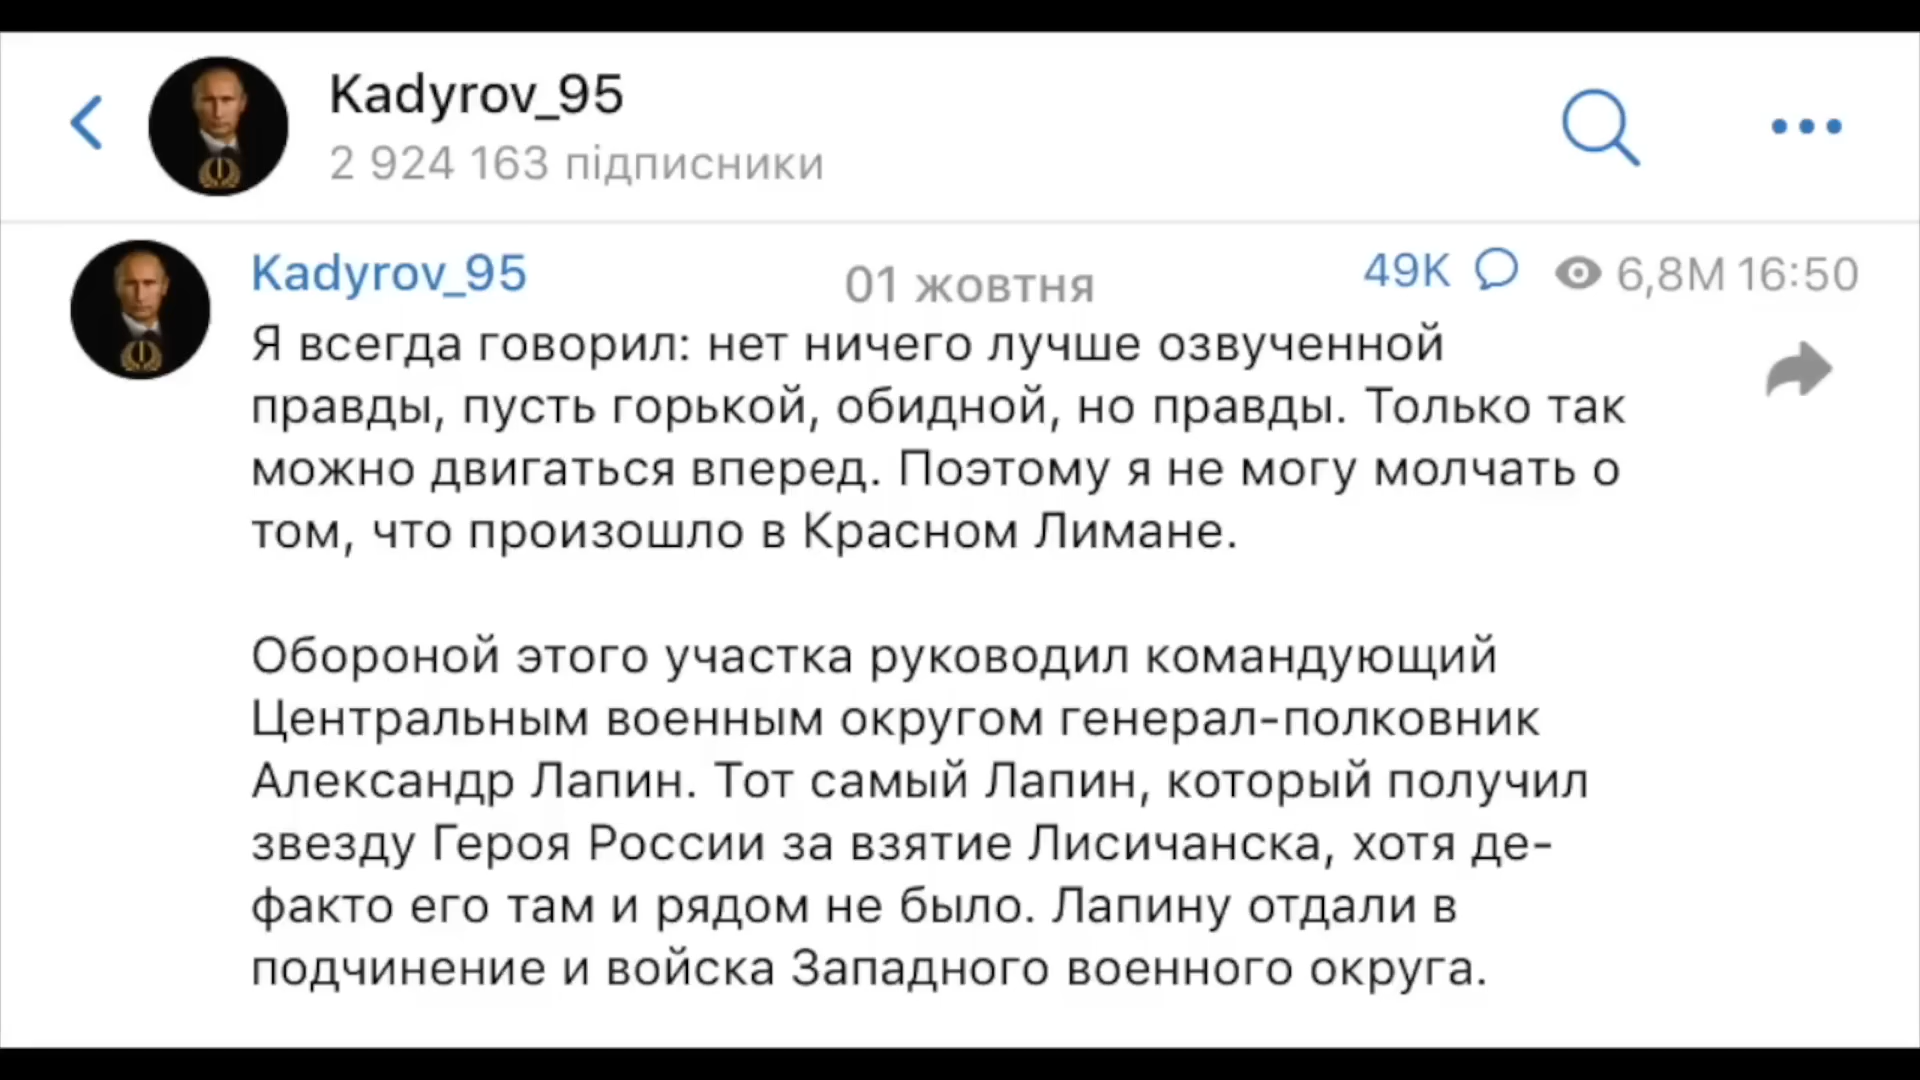 Kadyrov_95
2 924 163 підписники
Kadyrov_95
01 жовтня
49K 6,8M 16:50
Я всегда говорил: нет ничего лучше озвученной
правды, пусть горькой, обидной, но правды. Только так
можно двигаться вперед. Поэтому я не могу молчать о
том, что произошло в Красном Лимане.
Обороной этого участка руководил командующий
Центральным военным округом генерал-полковник
Александр Лапин. Тот самый Лапин, который получил
звезду Героя России за взятие Лисичанска, хотя де-
факто его там и рядом не было. Лапину отдали в
подчинение и войска Западного военного округа.